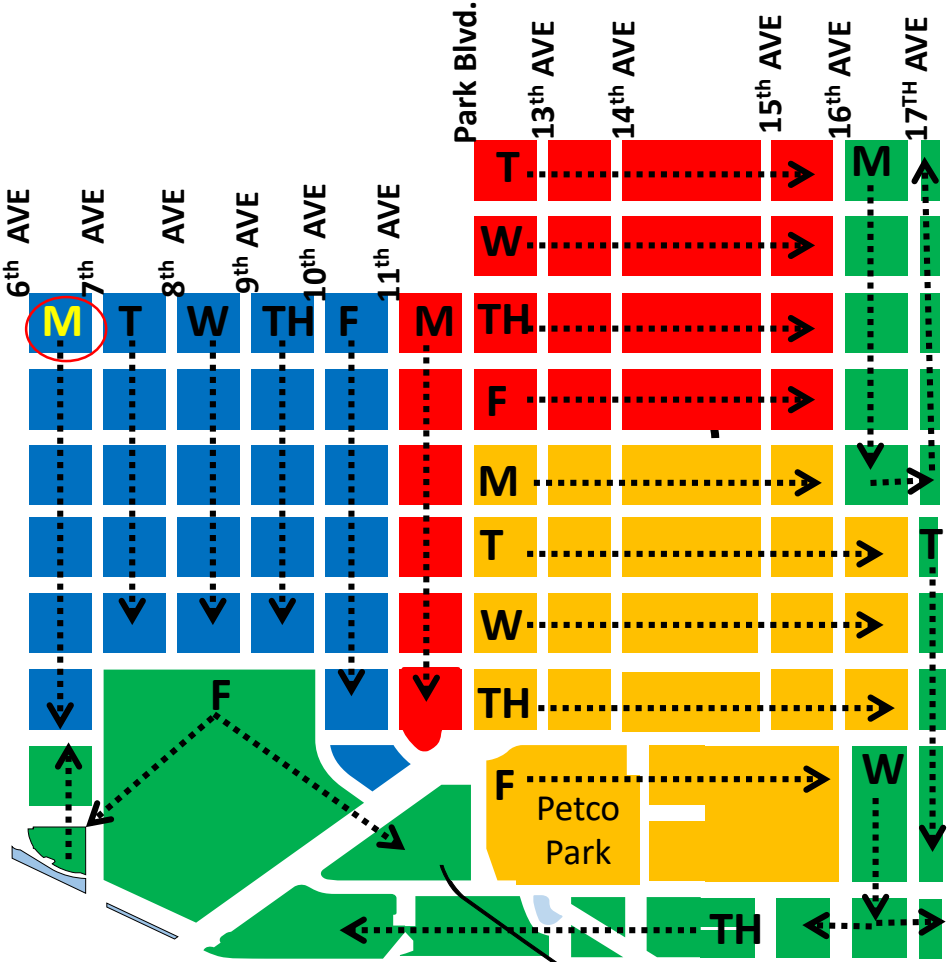 Park Blvd.
13th AVE
14th AVE
15th AVE
16th AVE
17TH AVE
6th AVE
7th AVE
8th AVE
9th AVE
10th AVE
11th AVE
T
M
W
M
T
W
TH
F
M
TH
F
M
T
T
W
F
TH
F
W
Petco
Park
TH